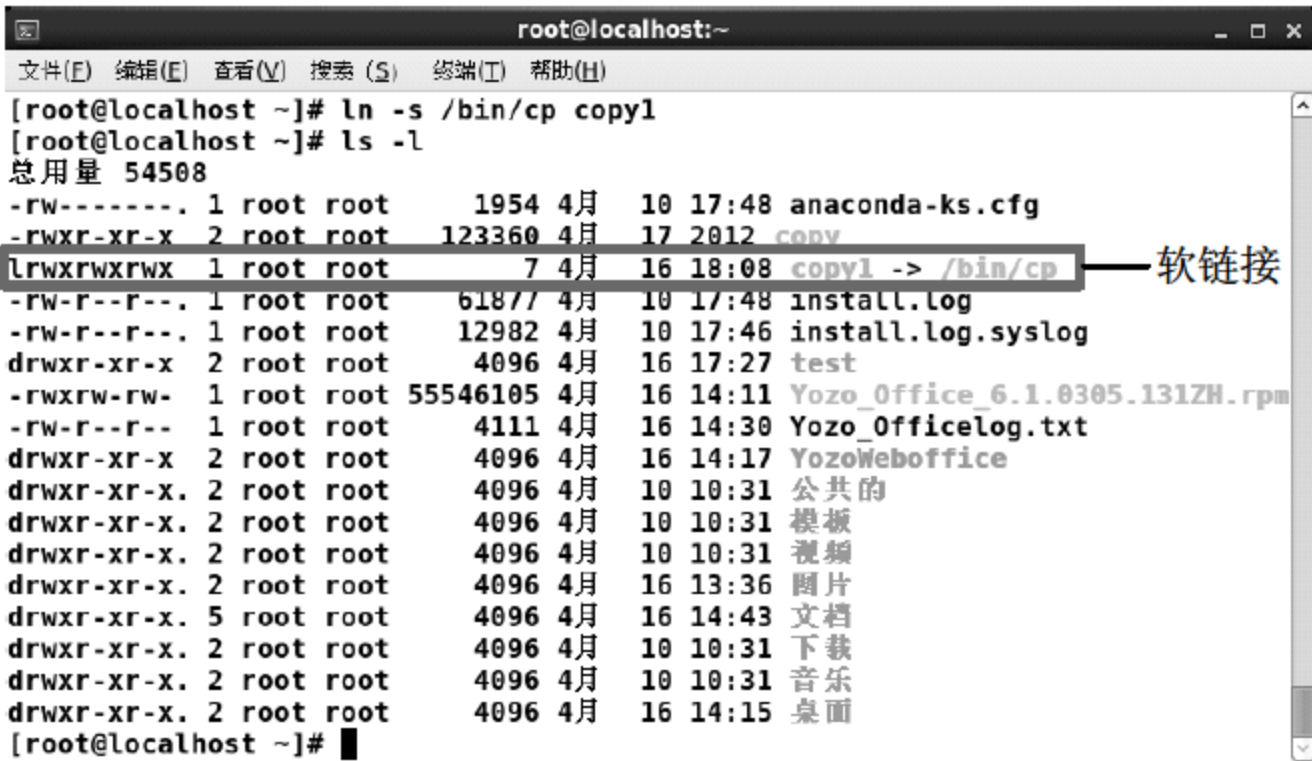 root@localhost:~
文件(F) 编辑(E) 查看(V) 搜索 (S) 终端(T) 帮助(H)
[root@localhost ~]# ln -s /bin/cp copy1
[root@localhost ~]# ls -l
总用量 54508
-rw-------. 1 root root 1954 4月 10 17:48 anaconda-ks.cfg
-rwxr-xr-x 2 root root 123360 4月 17 2012 copy
lrwxrwxrwx 1 root root 7 4月 16 18:08 copy1 -> /bin/cp 软链接
-rw-r--r--. 1 root root 61877 4月 10 17:48 install.log
-rw-r--r--. 1 root root 12982 4月 10 17:46 install.log.syslog
drwxr-xr-x 2 root root 4096 4月 16 17:27 test
-rwxrw-rw- 1 root root 55546105 4月 16 14:11 Yozo_Office_6.1.0305.131ZH.rpm
-rw-r--r-- 1 root root 4111 4月 16 14:30 Yozo_Officelog.txt
drwxr-xr-x 2 root root 4096 4月 16 14:17 YozoWeboffice
drwxr-xr-x. 2 root root 4096 4月 10 10:31 公共的
drwxr-xr-x. 2 root root 4096 4月 10 10:31 模板
drwxr-xr-x. 2 root root 4096 4月 10 10:31 视频
drwxr-xr-x. 2 root root 4096 4月 16 13:36 图片
drwxr-xr-x. 5 root root 4096 4月 16 14:43 文档
drwxr-xr-x. 2 root root 4096 4月 10 10:31 下载
drwxr-xr-x. 2 root root 4096 4月 10 10:31 音乐
drwxr-xr-x. 2 root root 4096 4月 16 14:15 桌面
[root@localhost ~]#